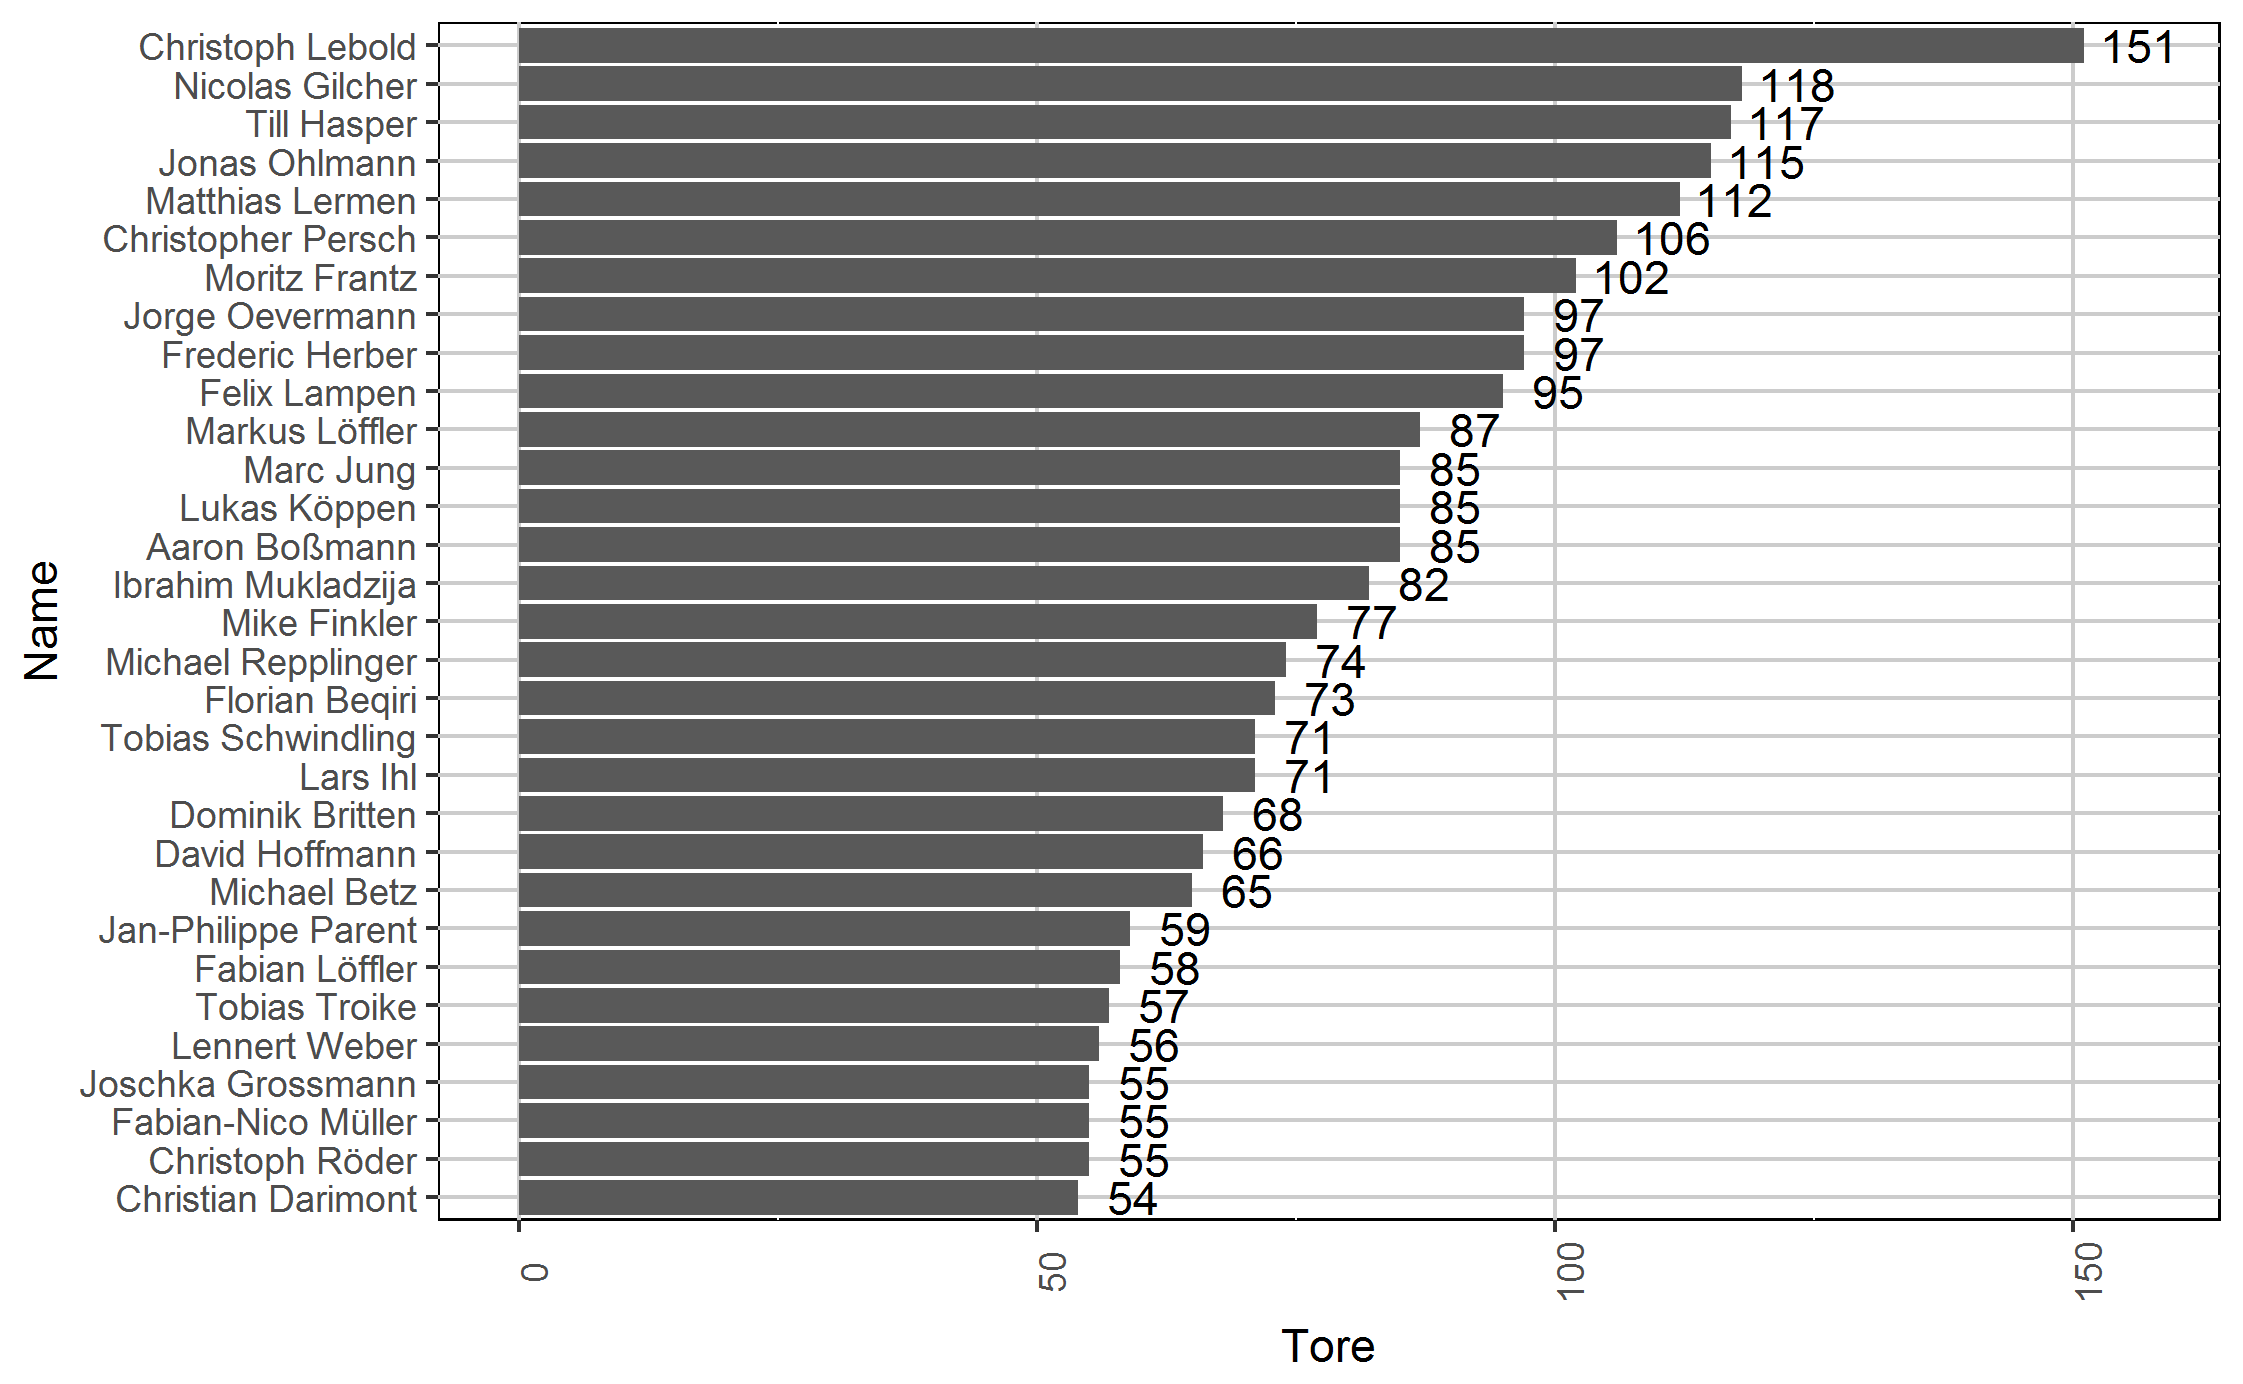 Christoph Lebold 151
Nicolas Gilcher 118
Till Hasper 117
Jonas Ohlmann 115
Matthias Lermen 112
Christopher Persch 106
Moritz Frantz 102
Jorge Oevermann 97
Frederic Herber 97
Felix Lampen 95
Markus Löffler 87
Marc Jung 85
Lukas Köppen 85
Aaron Boßmann 85
Ibrahim Mukladzija 82
Mike Finkler 77
Michael Repplinger 74
Florian Beqiri 73
Tobias Schwindling 71
Lars Ihl 71
Dominik Britten 68
David Hoffmann 66
Michael Betz 65
Jan-Philippe Parent 59
Fabian Löffler 58
Tobias Troike 57
Lennert Weber 56
Joschka Grossmann 55
Fabian-Nico Müller 55
Christoph Röder 55
Christian Darimont 54
Name
0 50 100 150
Tore